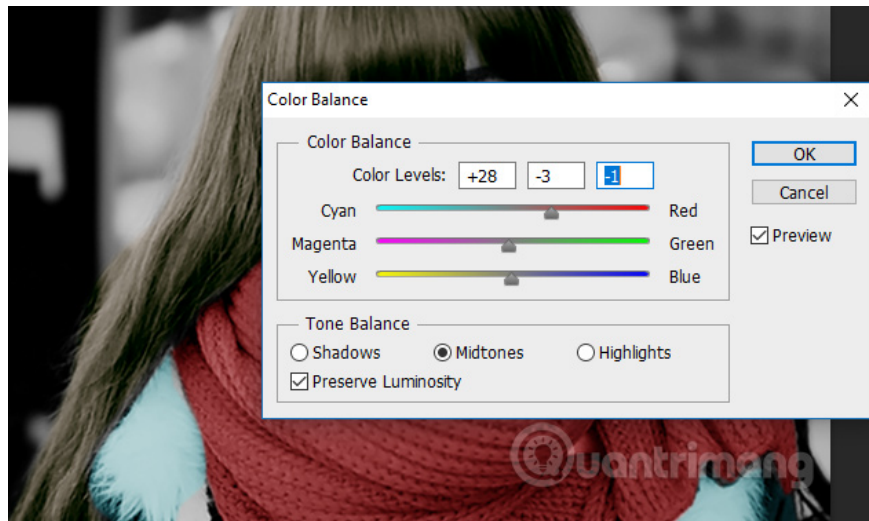 Color Balance
Color Balance
Color Levels: +28 -3 -1
Cyan Red
Magenta Green
Yellow Blue
Tone Balance
Shadows Midtones Highlights
Preserve Luminosity
OK
Cancel
Preview
Quantrimang